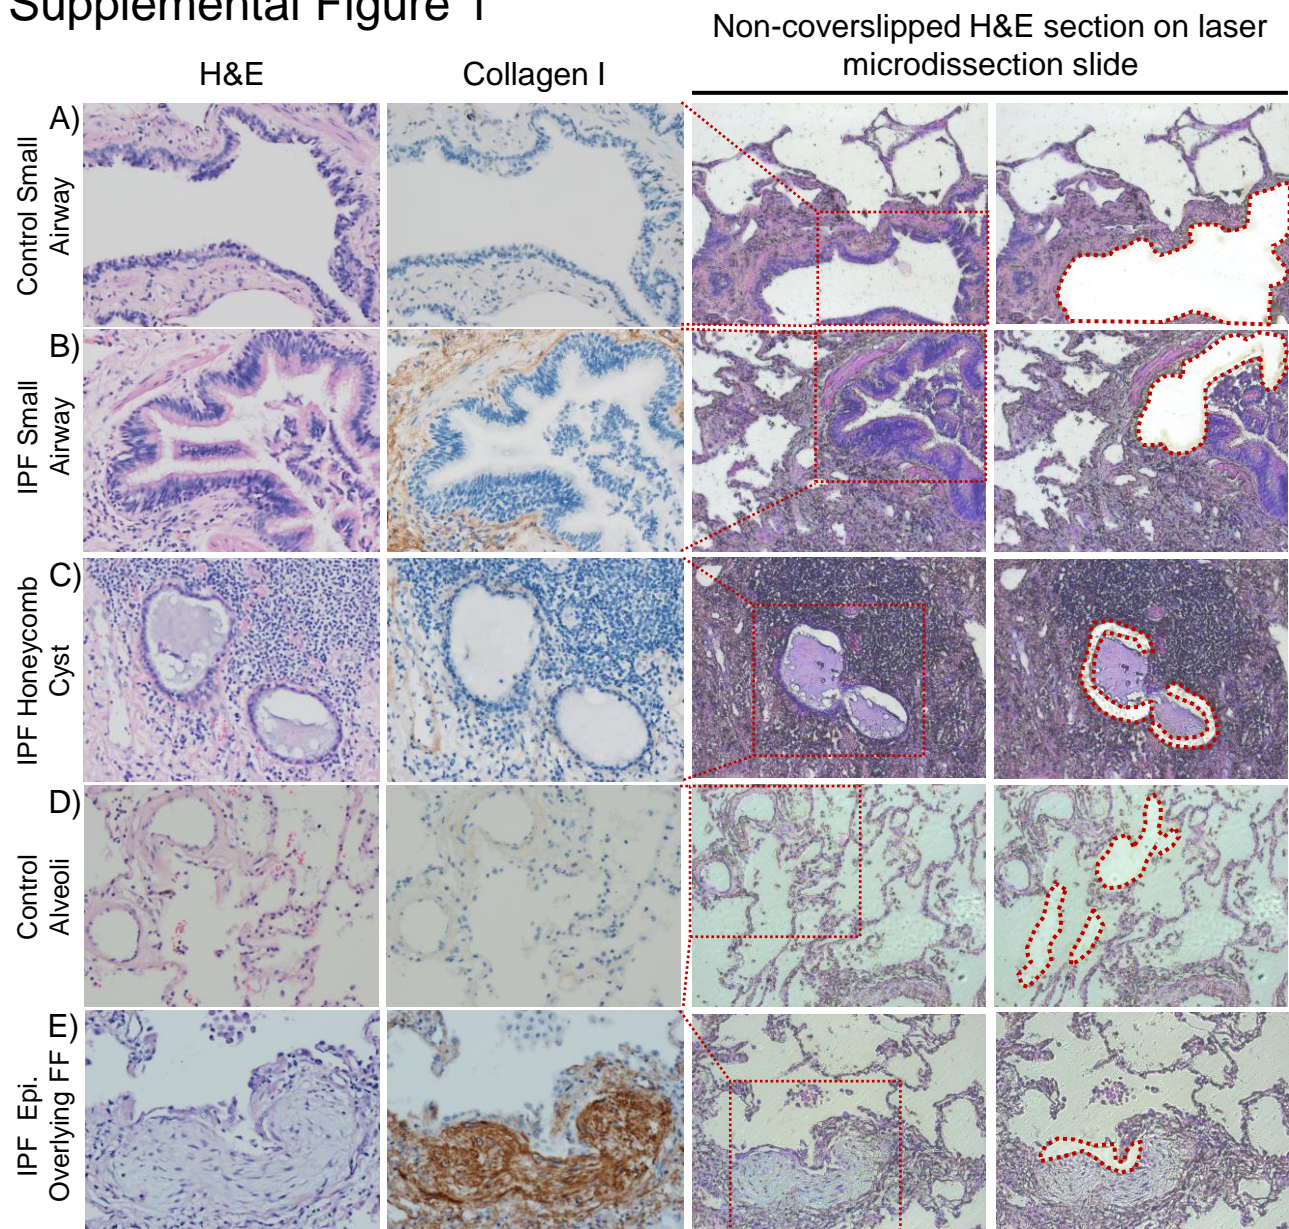 Supplemental Figure 1
Non-coverslipped H&E section on laser
microdissection slide
H&E
Collagen I
A)
Control Small
Airway
B)
IPF Small
Airway
C)
IPF Honeycomb
Cyst
D)
Control
Alveoli
E)
IPF Epi.
Overlying FF